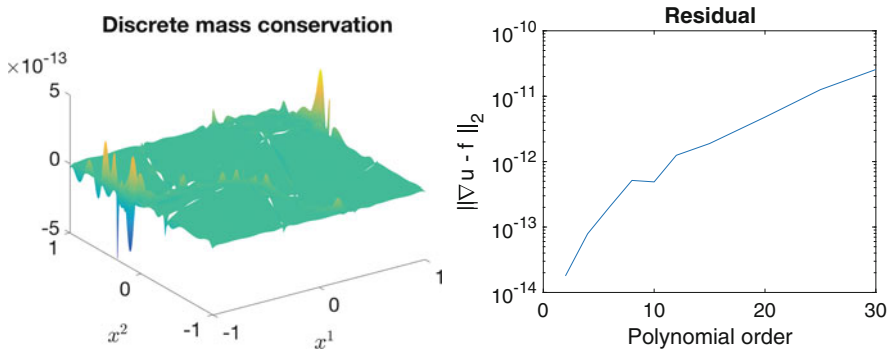 Discrete mass conservation
×10⁻¹³
5
0
-5
1
0
-1
x²
-1
0
1
x¹
Residual
10⁻¹⁰
10⁻¹¹
10⁻¹²
10⁻¹³
10⁻¹⁴
||∇ u - f ||₂
0 10 20 30
Polynomial order